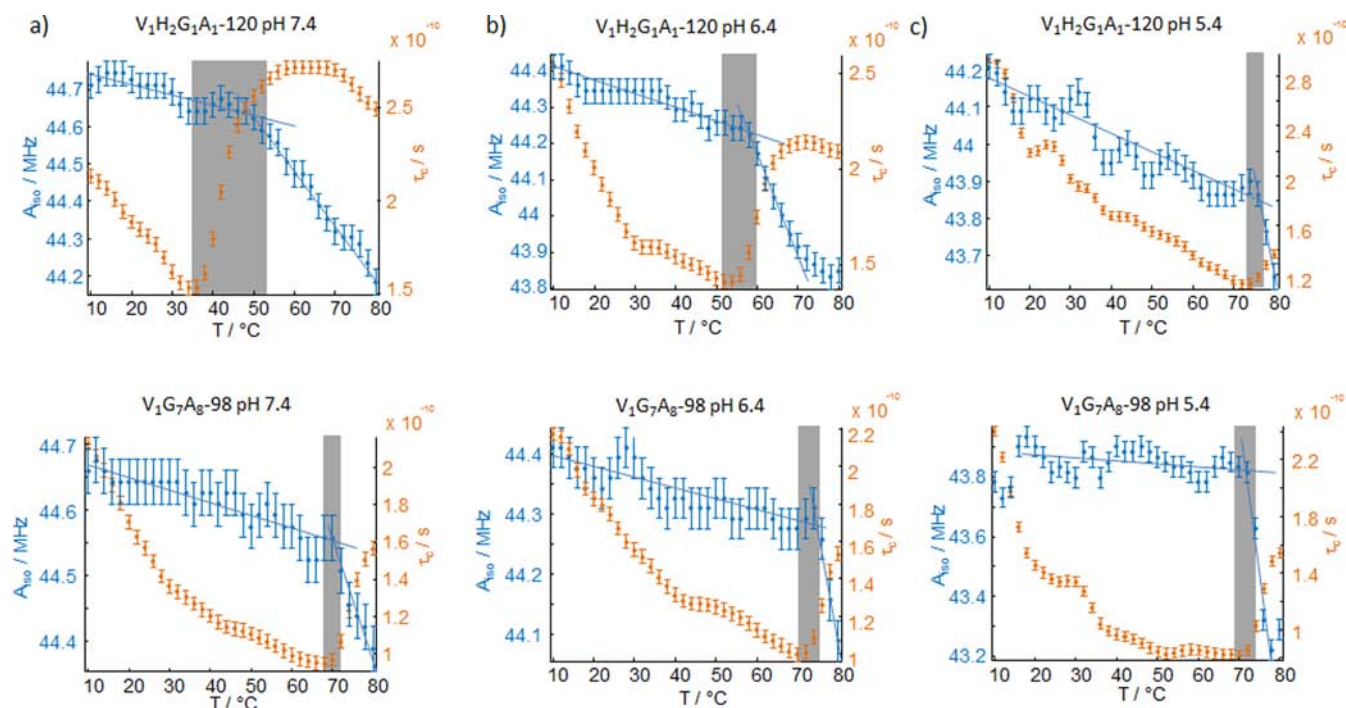 a)
V₁H₂G₁A₁-120 pH 7.4
x 10⁻¹⁰
44.7
44.6
44.5
44.4
44.3
44.2
A_iso / MHz
2.5
2
1.5
τ_c / s
10 20 30 40 50 60 70 80
T / °C
b)
V₁H₂G₁A₁-120 pH 6.4
x 10⁻¹⁰
44.4
44.3
44.2
44.1
44
43.9
43.8
A_iso / MHz
2.5
2
1.5
τ_c / s
10 20 30 40 50 60 70 80
T / °C
c)
V₁H₂G₁A₁-120 pH 5.4
x 10⁻¹⁰
44.2
44.1
44
43.9
43.8
43.7
A_iso / MHz
2.8
2.4
2
1.6
1.2
τ_c / s
10 20 30 40 50 60 70 80
T / °C
V₁G₇A₈-98 pH 7.4
x 10⁻¹⁰
44.7
44.6
44.5
44.4
A_iso / MHz
2
1.8
1.6
1.4
1.2
1
τ_c / s
10 20 30 40 50 60 70 80
T / °C
V₁G₇A₈-98 pH 6.4
x 10⁻¹⁰
44.4
44.3
44.2
44.1
A_iso / MHz
2.2
2
1.8
1.6
1.4
1.2
1
τ_c / s
10 20 30 40 50 60 70 80
T / °C
V₁G₇A₈-98 pH 5.4
x 10⁻¹⁰
43.8
43.6
43.4
43.2
A_iso / MHz
2.2
1.8
1.4
1
τ_c / s
10 20 30 40 50 60 70 80
T / °C